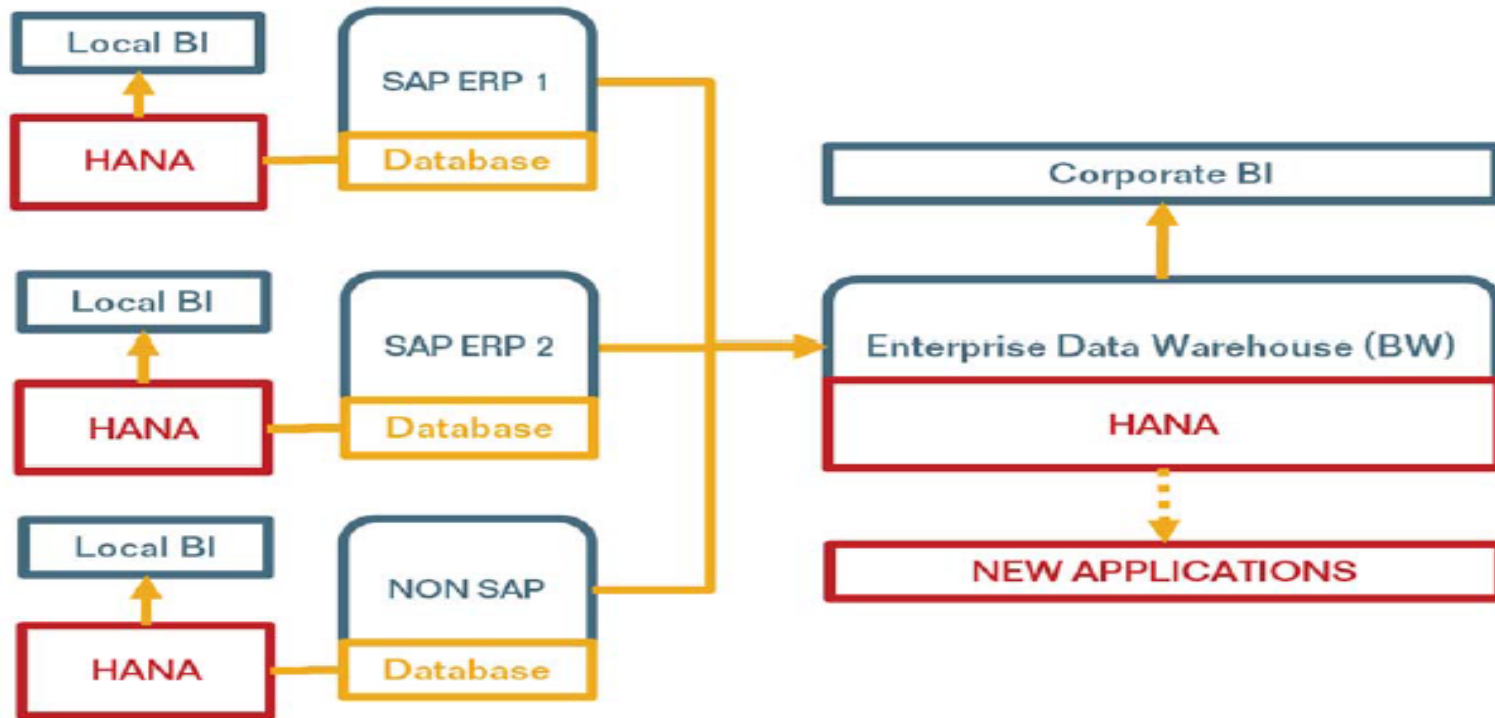 Local BI
HANA
SAP ERP 1
Database
Local BI
HANA
SAP ERP 2
Database
Local BI
HANA
NON SAP
Database
Corporate BI
Enterprise Data Warehouse (BW)
HANA
NEW APPLICATIONS